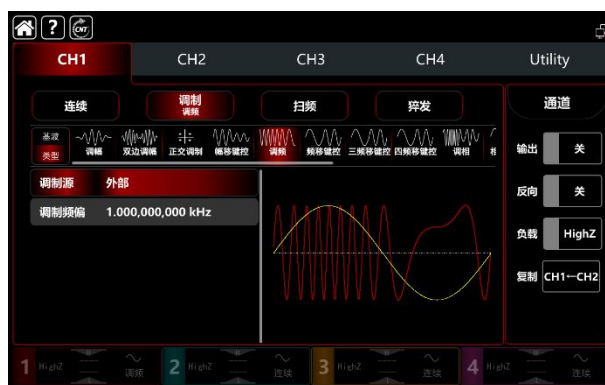 ? CNT
CH1 CH2 CH3 CH4 Utility
连续 调制 扫频 猝发 通道
调频
基波
类型 调幅 双边调幅 正交调制 幅移键控 调频 频移键控 三频移键控 四频移键控 调相
输出 关
调制源 外部
反向 关
调制频偏 1.000,000,000 kHz
负载 HighZ
复制 CH1←CH2
1 HighZ 调频 2 HighZ 连续 3 HighZ 连续 4 HighZ 连续